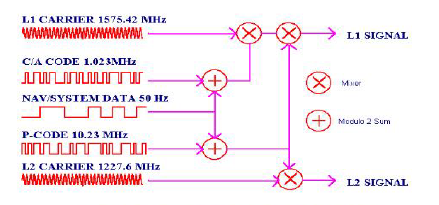 L1 CARRIER 1575.42 MHz
L1 SIGNAL
C/A CODE 1.023MHz
Mixer
NAV/SYSTEM DATA 50 Hz
Modulo 2 Sum
P-CODE 10.23 MHz
L2 CARRIER 1227.6 MHz
L2 SIGNAL